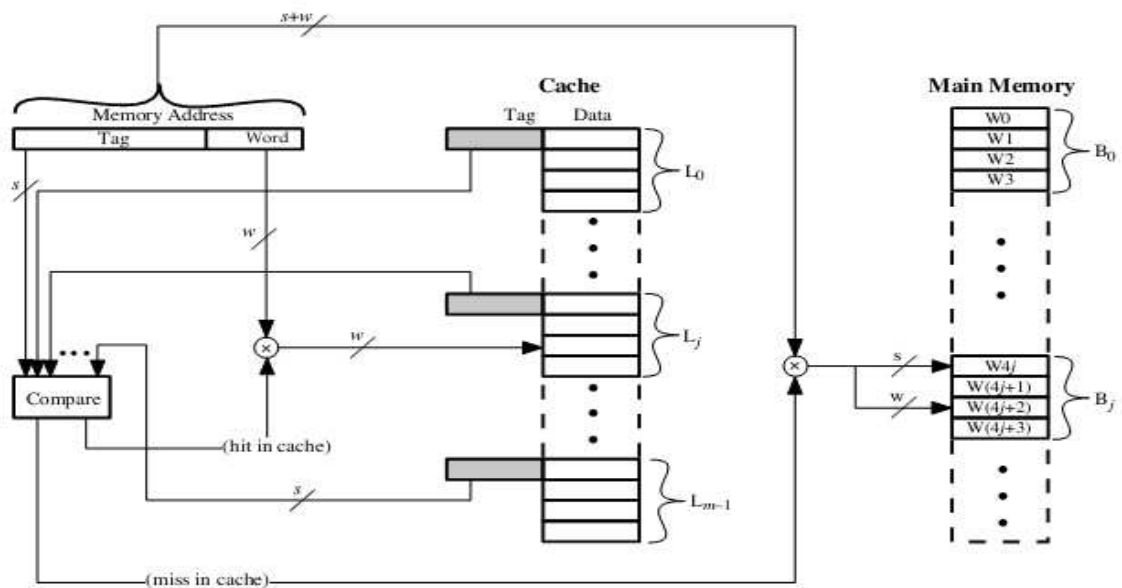 s+w
Cache
Main Memory
Memory Address
Tag Data
Tag Word
W0
W1
W2
W3
B0
L0
s
w
Lj
w
s
W4j
W(4j+1)
W(4j+2)
W(4j+3)
Bj
w
Compare
(hit in cache)
s
Lm–1
(miss in cache)